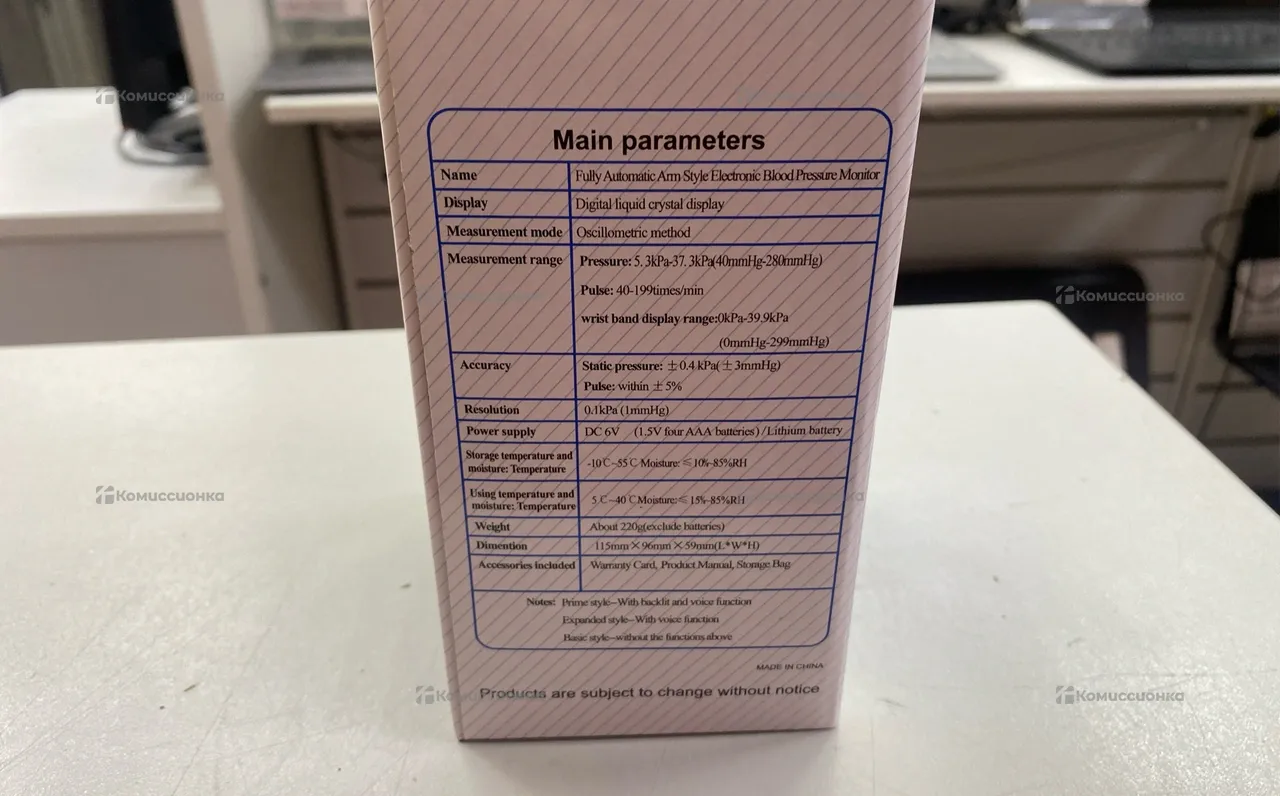 Main parameters
Name Fully Automatic Arm Style Electronic Blood Pressure Monitor
Display Digital liquid crystal display
Measurement mode Oscillometric method
Measurement range Pressure: 5.3kPa-37.3kPa(40mmHg-280mmHg)
Pulse: 40-199times/min
wrist band display range:0kPa-39.9kPa
(0mmHg-299mmHg)
Accuracy Static pressure: ±0.4 kPa(±3mmHg)
Pulse: within ±5%
Resolution 0.1kPa (1mmHg)
Power supply DC 6V (1.5V four AAA batteries) /Lithium battery
Storage temperature and
moisture: Temperature -10℃~55℃ Moisture: ≤10%-85%RH
Using temperature and
moisture: Temperature 5℃~40℃ Moisture:≤ 15%-85%RH
Weight About 220g(exclude batteries)
Dimention 115mm×96mm×59mm(L*W*H)
Accessories included Warranty Card, Product Manual, Storage Bag
Notes: Prime style–With backlit and voice function
Expanded style–With voice function
Basic style–without the functions above
MADE IN CHINA
Products are subject to change without notice
Комиссионка
Комиссионка
Комиссионка
Комиссионка